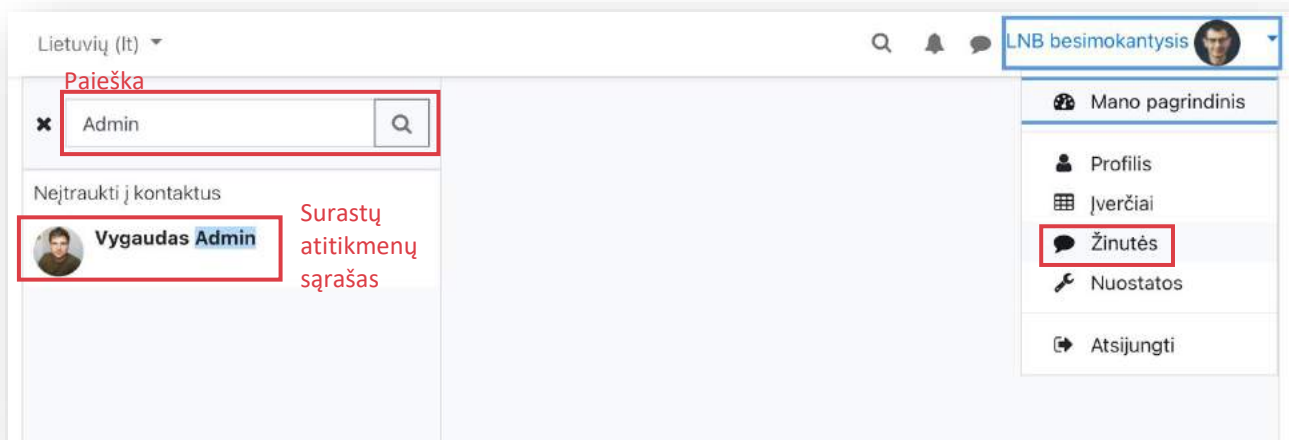 Lietuvių (lt)
LNB besimokantysis
Paieška
Admin
Neįtraukti į kontaktus
Vygaudas Admin
Surastų
atitikmenų
sąrašas
Mano pagrindinis
Profilis
Įverčiai
Žinutės
Nuostatos
Atsijungti